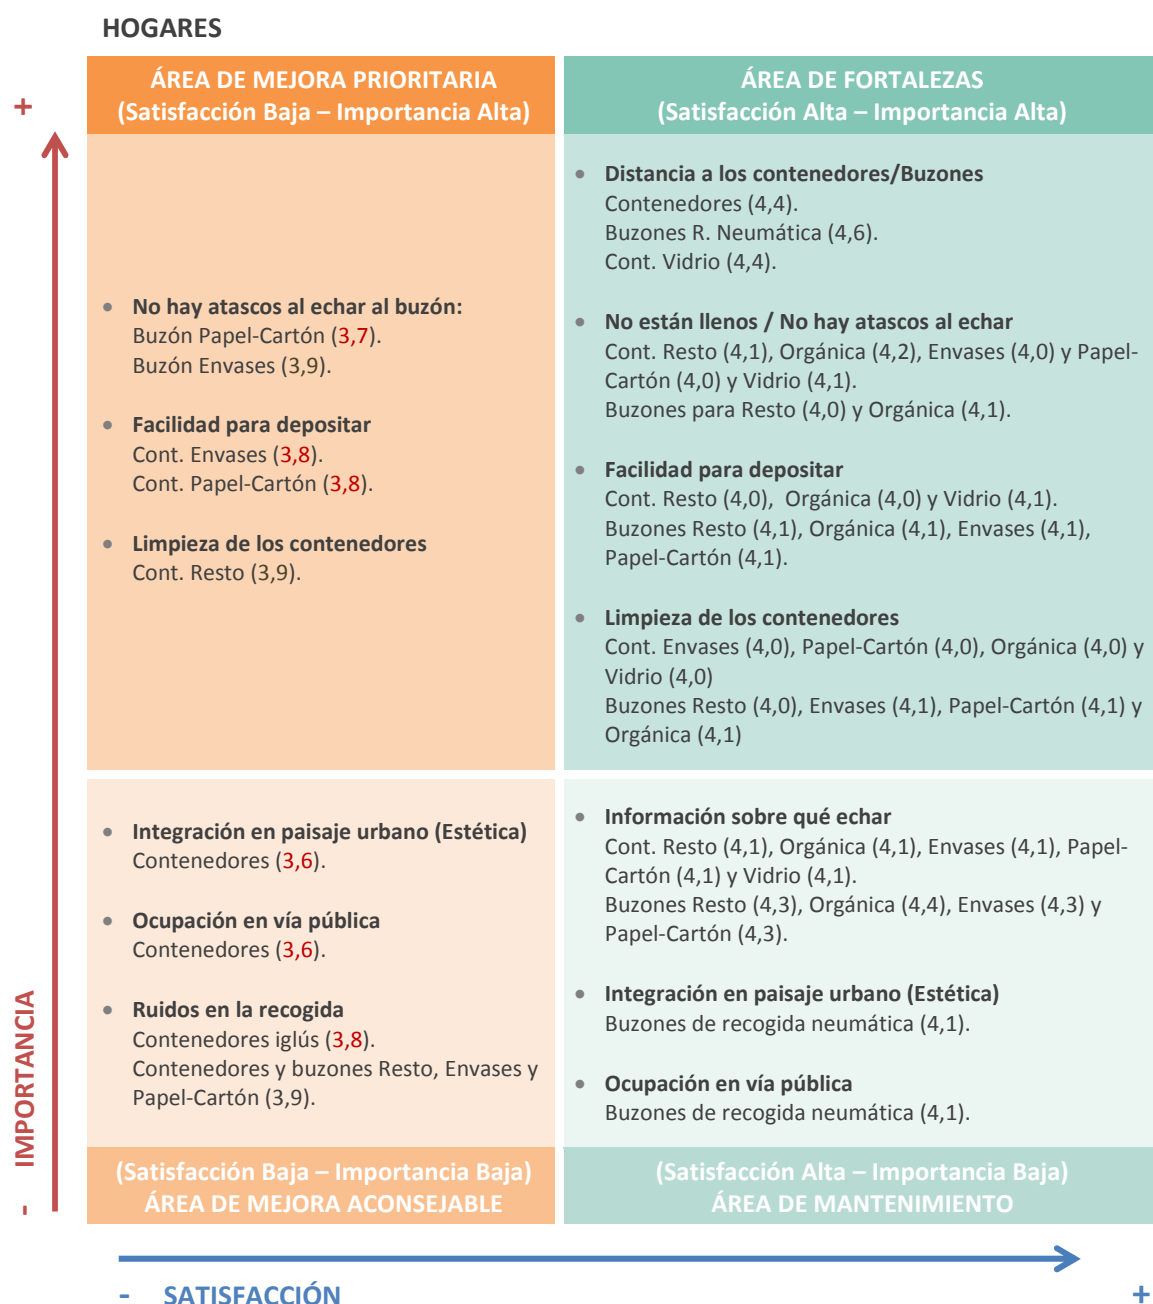 HOGARES
ÁREA DE MEJORA PRIORITARIA
(Satisfacción Baja – Importancia Alta)
ÁREA DE FORTALEZAS
(Satisfacción Alta – Importancia Alta)
+
• No hay atascos al echar al buzón:
Buzón Papel-Cartón (3,7).
Buzón Envases (3,9).
• Facilidad para depositar
Cont. Envases (3,8).
Cont. Papel-Cartón (3,8).
• Limpieza de los contenedores
Cont. Resto (3,9).
• Distancia a los contenedores/Buzones
Contenedores (4,4).
Buzones R. Neumática (4,6).
Cont. Vidrio (4,4).
• No están llenos / No hay atascos al echar
Cont. Resto (4,1), Orgánica (4,2), Envases (4,0) y Papel-
Cartón (4,0) y Vidrio (4,1).
Buzones para Resto (4,0) y Orgánica (4,1).
• Facilidad para depositar
Cont. Resto (4,0),  Orgánica (4,0) y Vidrio (4,1).
Buzones Resto (4,1), Orgánica (4,1), Envases (4,1),
Papel-Cartón (4,1).
• Limpieza de los contenedores
Cont. Envases (4,0), Papel-Cartón (4,0), Orgánica (4,0) y
Vidrio (4,0)
Buzones Resto (4,0), Envases (4,1), Papel-Cartón (4,1) y
Orgánica (4,1)
• Integración en paisaje urbano (Estética)
Contenedores (3,6).
• Ocupación en vía pública
Contenedores (3,6).
• Ruidos en la recogida
Contenedores iglús (3,8).
Contenedores y buzones Resto, Envases y
Papel-Cartón (3,9).
• Información sobre qué echar
Cont. Resto (4,1), Orgánica (4,1), Envases (4,1), Papel-
Cartón (4,1) y Vidrio (4,1).
Buzones Resto (4,3), Orgánica (4,4), Envases (4,3) y
Papel-Cartón (4,3).
• Integración en paisaje urbano (Estética)
Buzones de recogida neumática (4,1).
• Ocupación en vía pública
Buzones de recogida neumática (4,1).
(Satisfacción Baja – Importancia Baja)
ÁREA DE MEJORA ACONSEJABLE
(Satisfacción Alta – Importancia Baja)
ÁREA DE MANTENIMIENTO
- IMPORTANCIA
- SATISFACCIÓN +